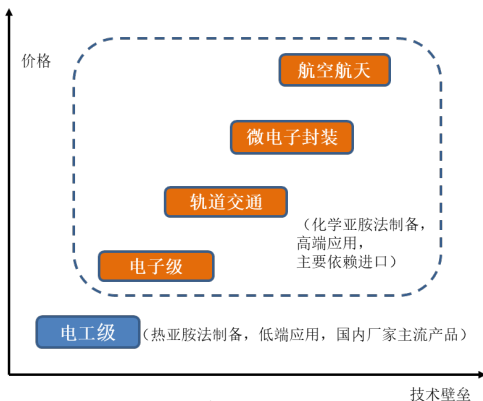 价格
航空航天
微电子封装
轨道交通
（化学亚胺法制备，
高端应用，
主要依赖进口）
电子级
电工级
（热亚胺法制备，低端应用，国内厂家主流产品）
技术壁垒